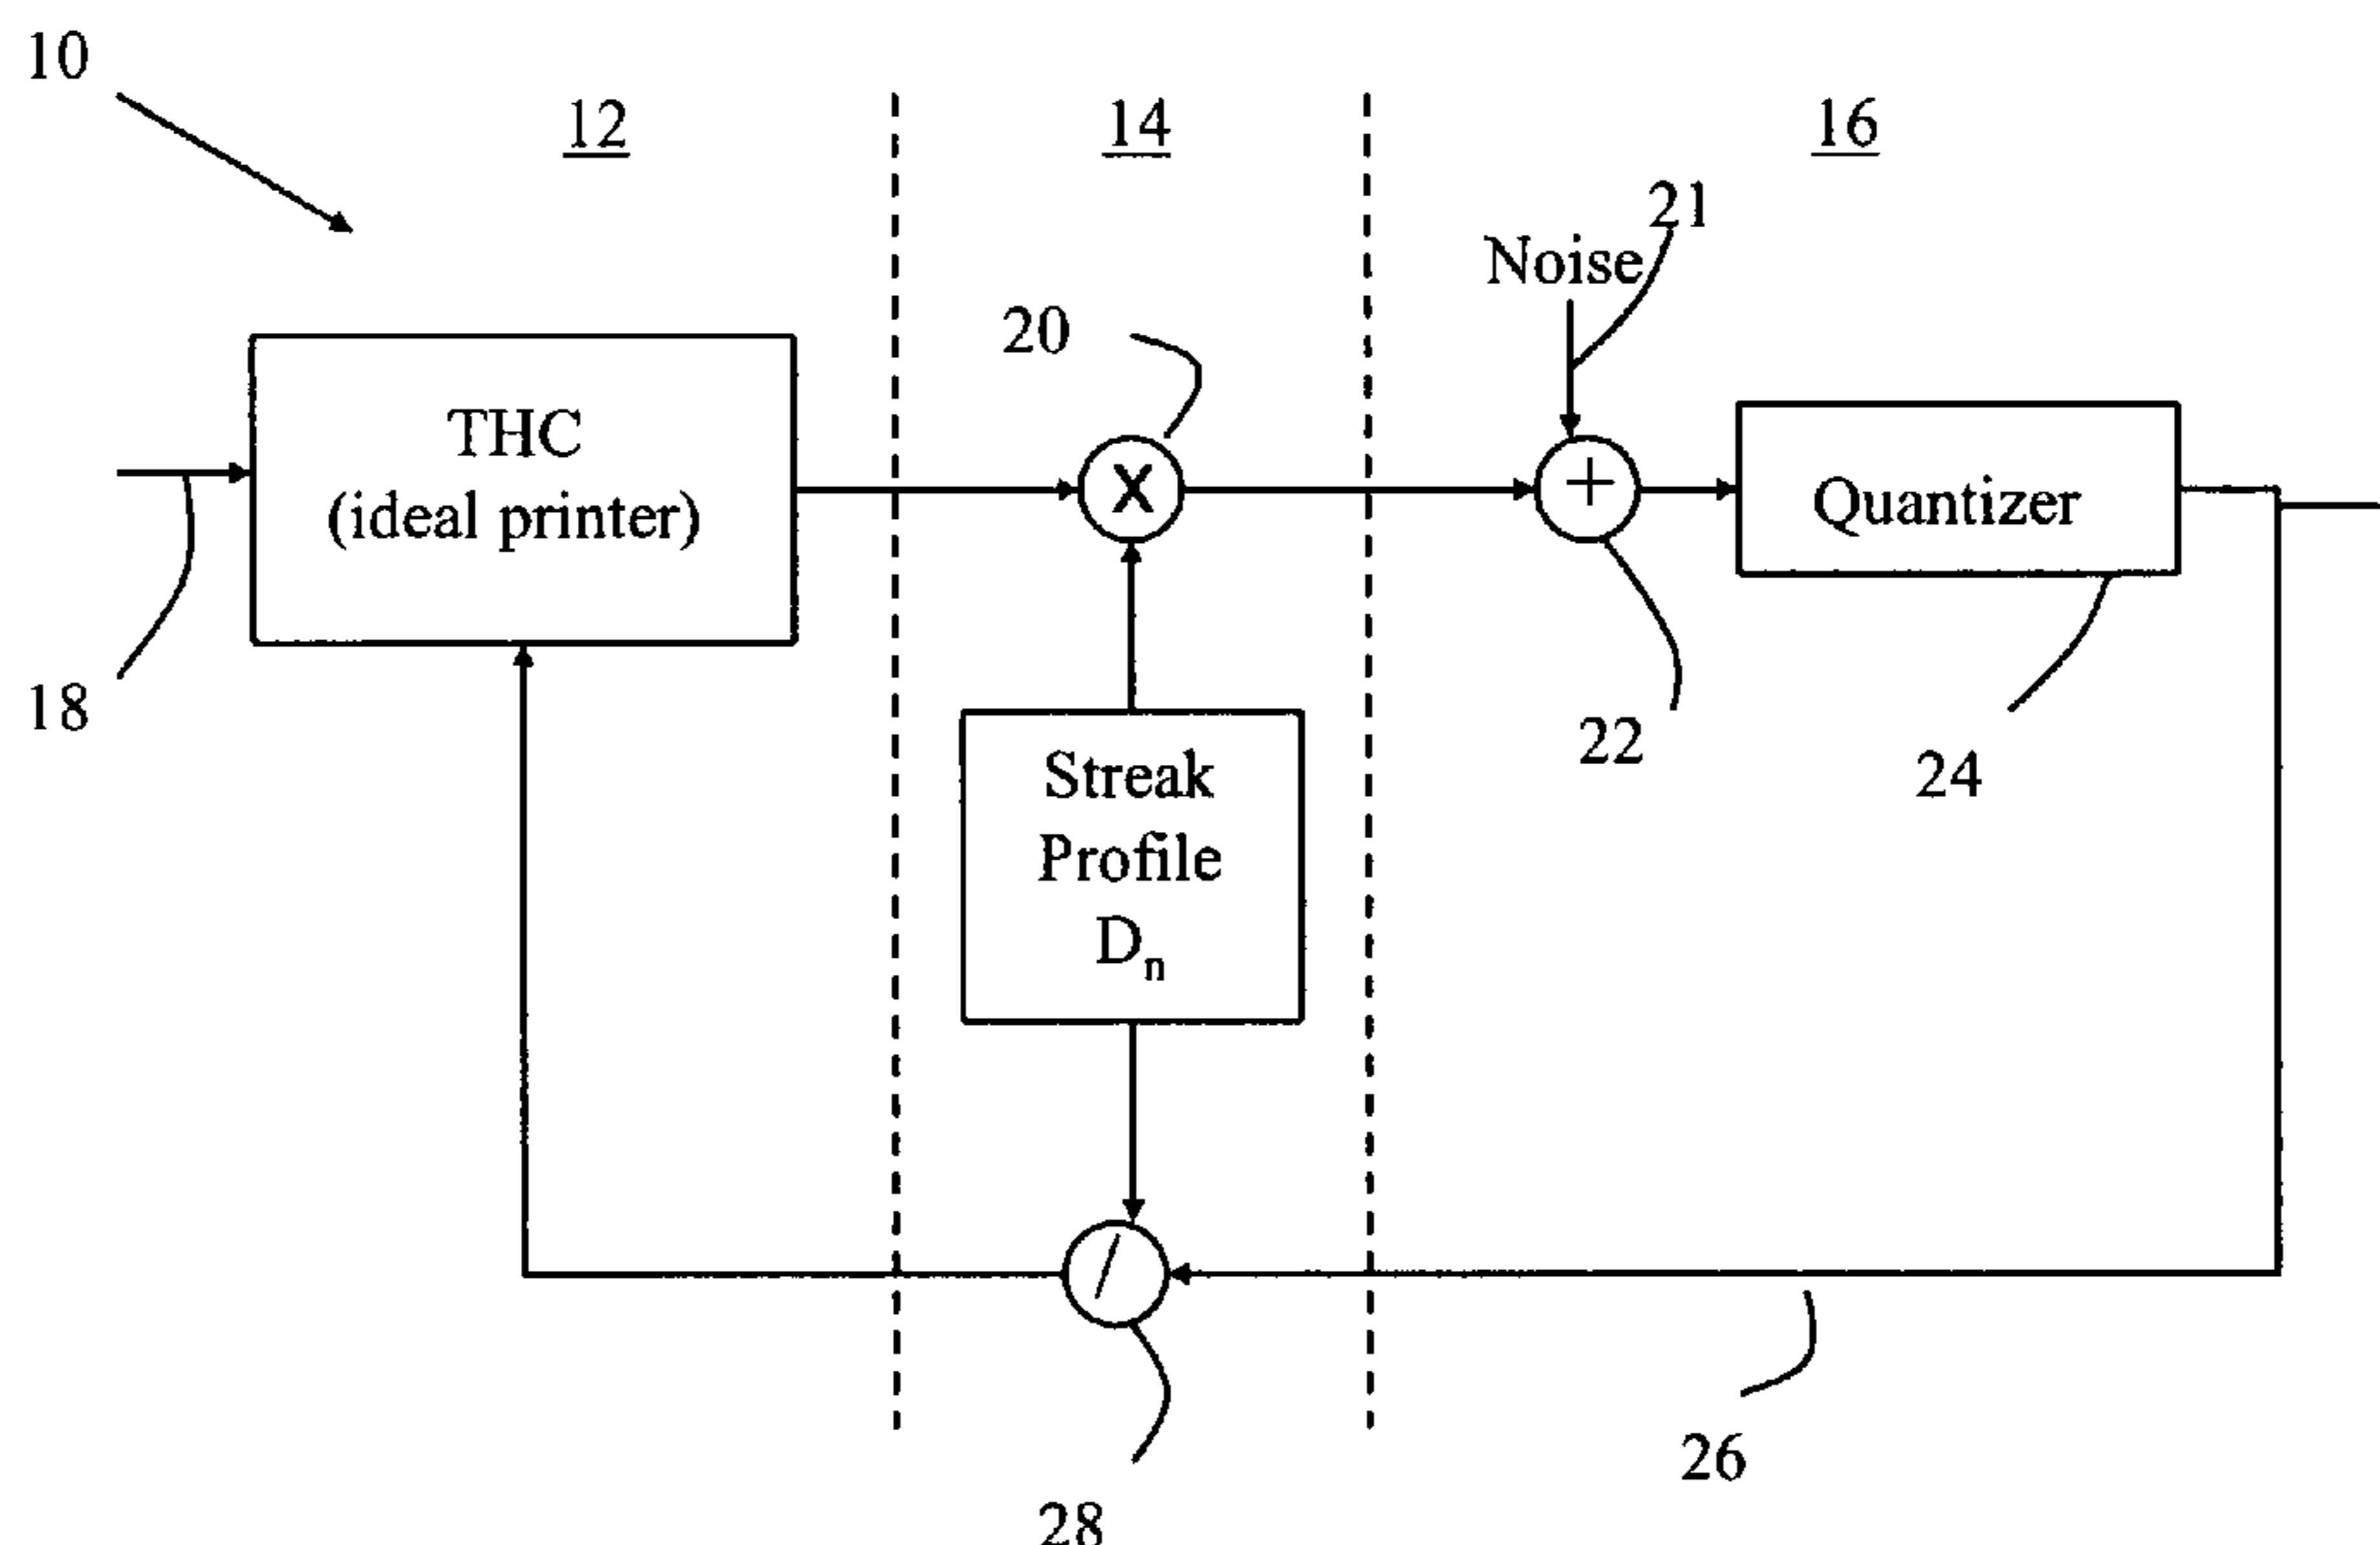 10
12
14
16
21
Noise
20
THC
(ideal printer)
X
+
Quantizer
18
22
24
Streak
Profile
Dn
/
26
28